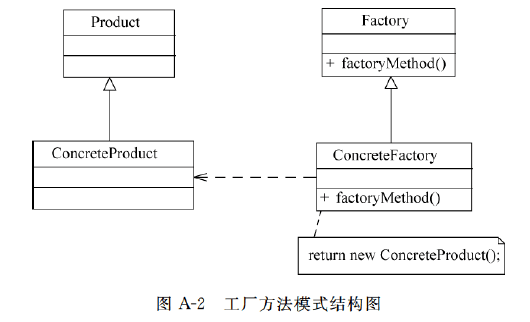 Product
Factory
+ factoryMethod()
ConcreteProduct
ConcreteFactory
+ factoryMethod()
return new ConcreteProduct();
图 A-2 工厂方法模式结构图